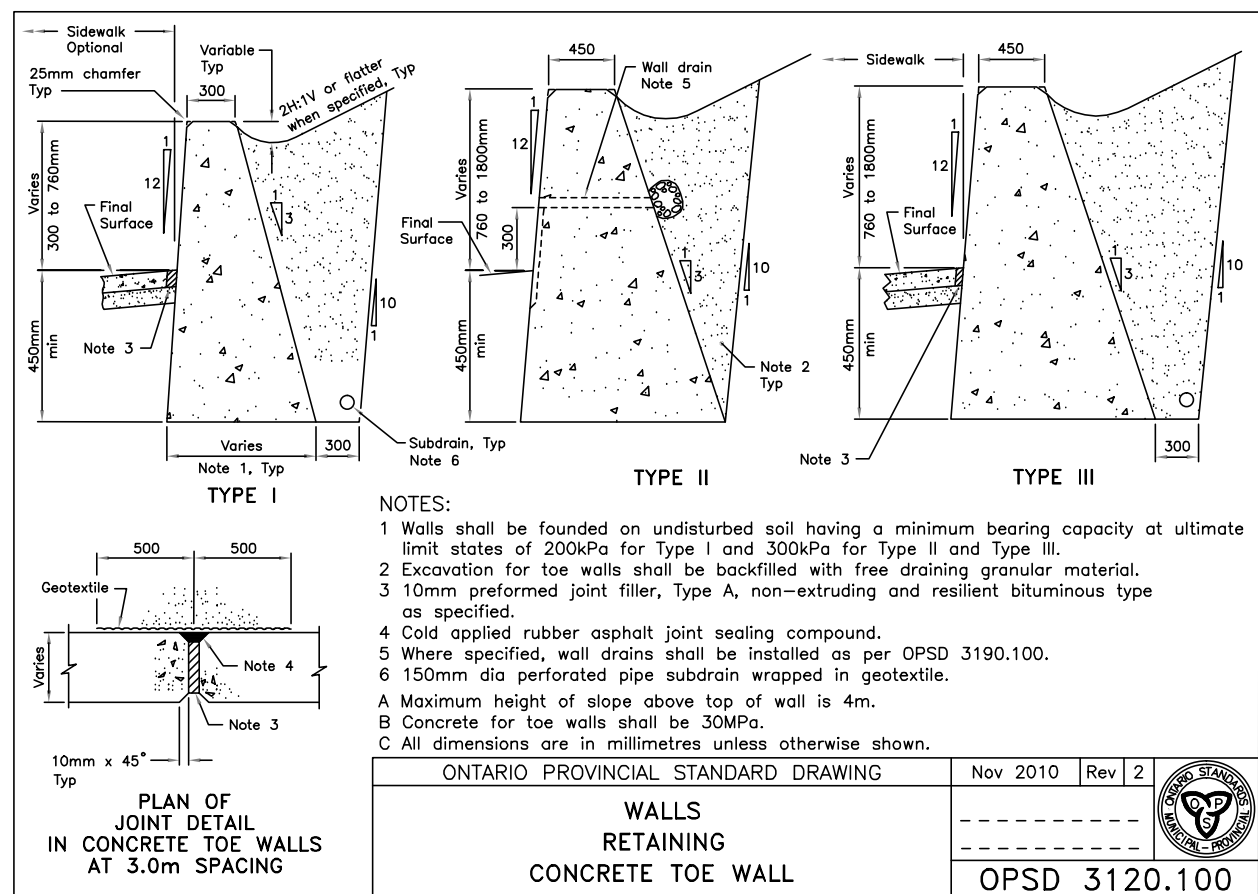 Sidewalk
Optional
25mm chamfer
Typ
300
Variable
Typ
2H:1V or flatter
when specified, Typ
Varies
300 to 760mm
1
12
Final
Surface
3
10
1
450mm
min
Note 3
Varies
300
Note 1, Typ
Subdrain, Typ
Note 6
TYPE I
450
Wall drain
Note 5
Varies
760 to 1800mm
1
12
300
Final
Surface
1
3
10
1
450mm
min
Note 2
Typ
TYPE II
Sidewalk
450
Varies
760 to 1800mm
1
12
Final
Surface
1
3
10
1
450mm
min
Note 3
300
TYPE III
500
500
Geotextile
Varies
Note 4
Note 3
10mm x 45°
Typ
PLAN OF
JOINT DETAIL
IN CONCRETE TOE WALLS
AT 3.0m SPACING
NOTES:
1 Walls shall be founded on undisturbed soil having a minimum bearing capacity at ultimate
limit states of 200kPa for Type I and 300kPa for Type II and Type III.
2 Excavation for toe walls shall be backfilled with free draining granular material.
3 10mm preformed joint filler, Type A, non-extruding and resilient bituminous type
as specified.
4 Cold applied rubber asphalt joint sealing compound.
5 Where specified, wall drains shall be installed as per OPSD 3190.100.
6 150mm dia perforated pipe subdrain wrapped in geotextile.
A Maximum height of slope above top of wall is 4m.
B Concrete for toe walls shall be 30MPa.
C All dimensions are in millimetres unless otherwise shown.
ONTARIO PROVINCIAL STANDARD DRAWING
Nov 2010
Rev
2
WALLS
RETAINING
CONCRETE TOE WALL
ONTARIO STANDARDS
MUNICIPAL-PROVINCIAL
O P
S
OPSD 3120.100